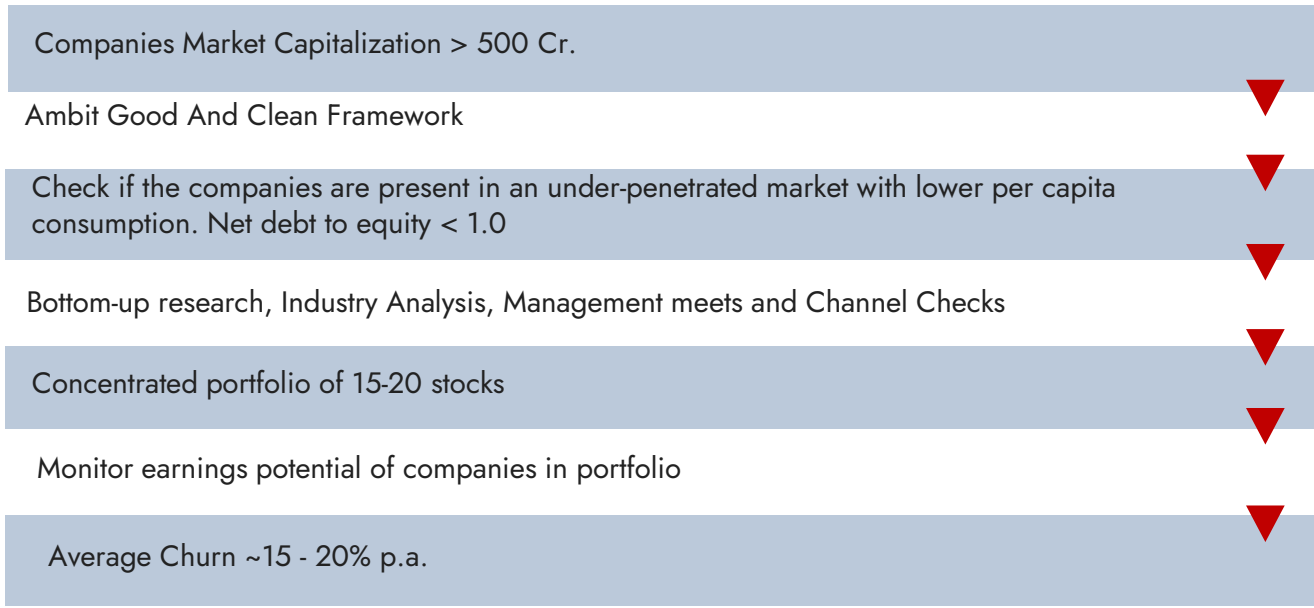 Companies Market Capitalization > 500 Cr.
Ambit Good And Clean Framework
Check if the companies are present in an under-penetrated market with lower per capita
consumption. Net debt to equity < 1.0
Bottom-up research, Industry Analysis, Management meets and Channel Checks
Concentrated portfolio of 15-20 stocks
Monitor earnings potential of companies in portfolio
Average Churn ~15 - 20% p.a.